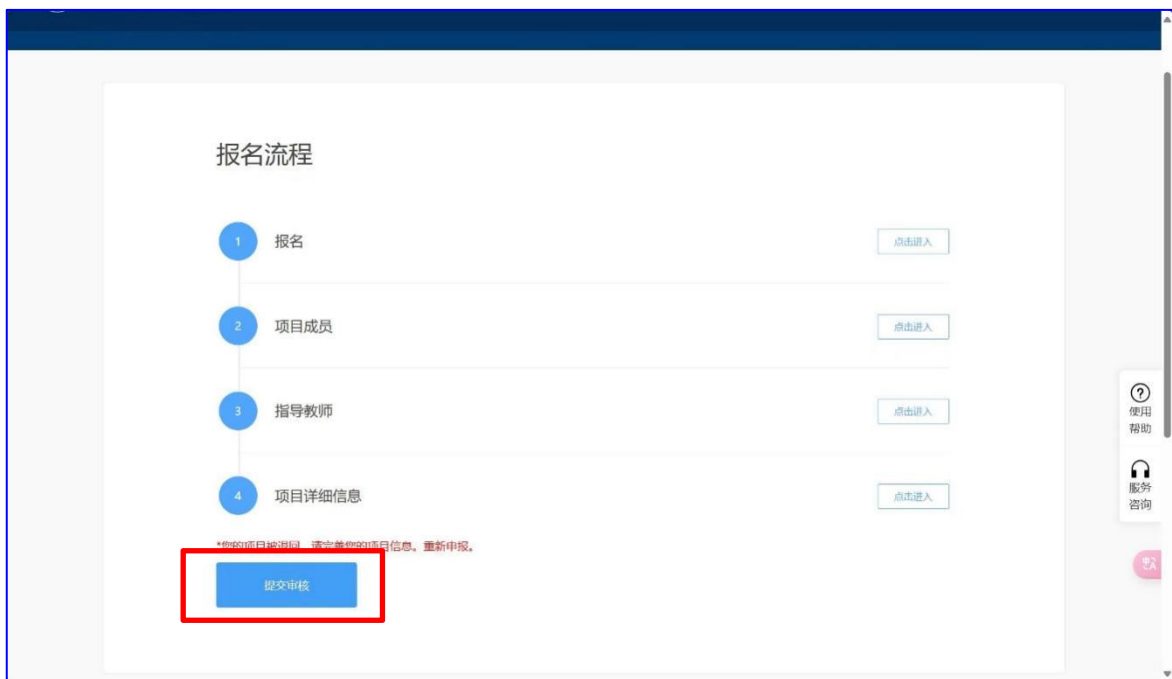 报名流程
1 报名 点击进入
2 项目成员 点击进入
3 指导教师 点击进入
4 项目详细信息 点击进入
*您的项目被退回，请完善您的项目信息。重新申报。
提交审核
使用
帮助
服务
咨询